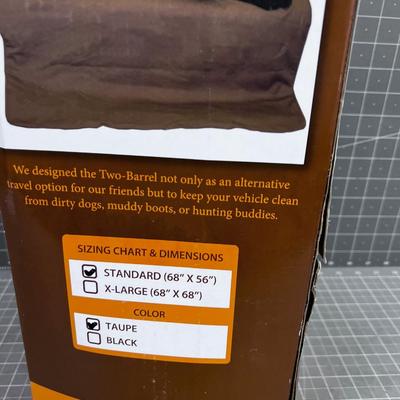 We designed the Two-Barrel not only as an alternative
travel option for our friends but to keep your vehicle clean
from dirty dogs, muddy boots, or hunting buddies.
SIZING CHART & DIMENSIONS
STANDARD (68" X 56")
X-LARGE (68" X 68")
COLOR
TAUPE
BLACK